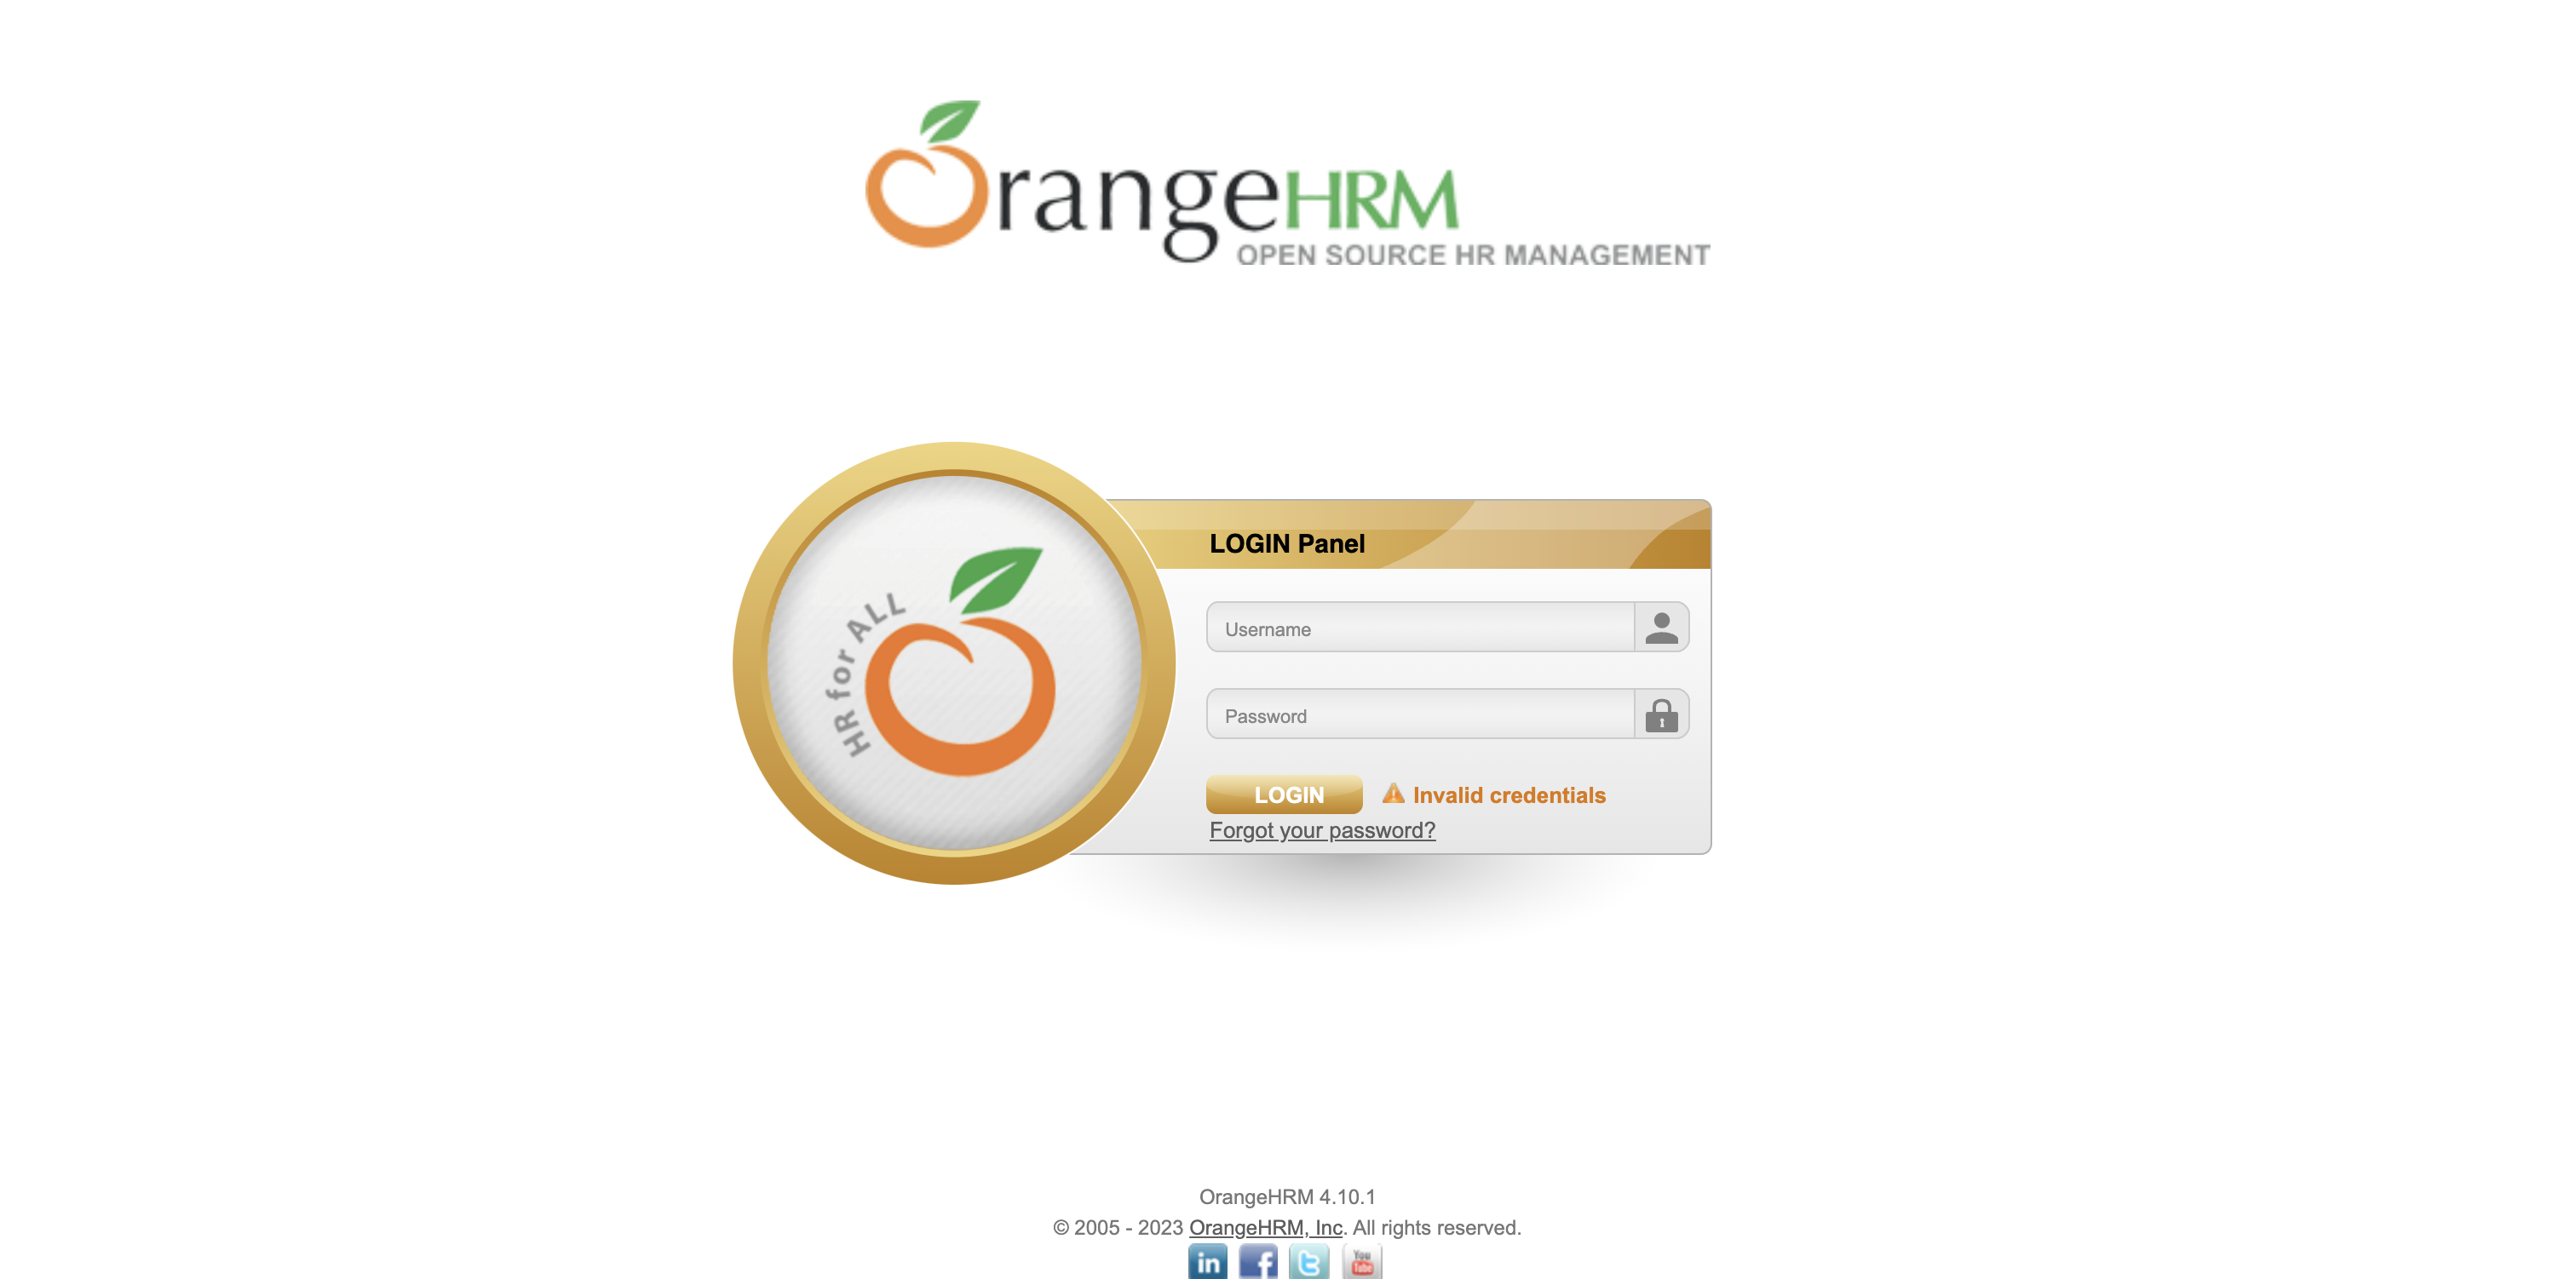 OrangeHRM
OPEN SOURCE HR MANAGEMENT
HR for ALL
LOGIN Panel
Username
Password
LOGIN
Invalid credentials
Forgot your password?
OrangeHRM 4.10.1
© 2005 - 2023 OrangeHRM, Inc. All rights reserved.
in f t You Tube